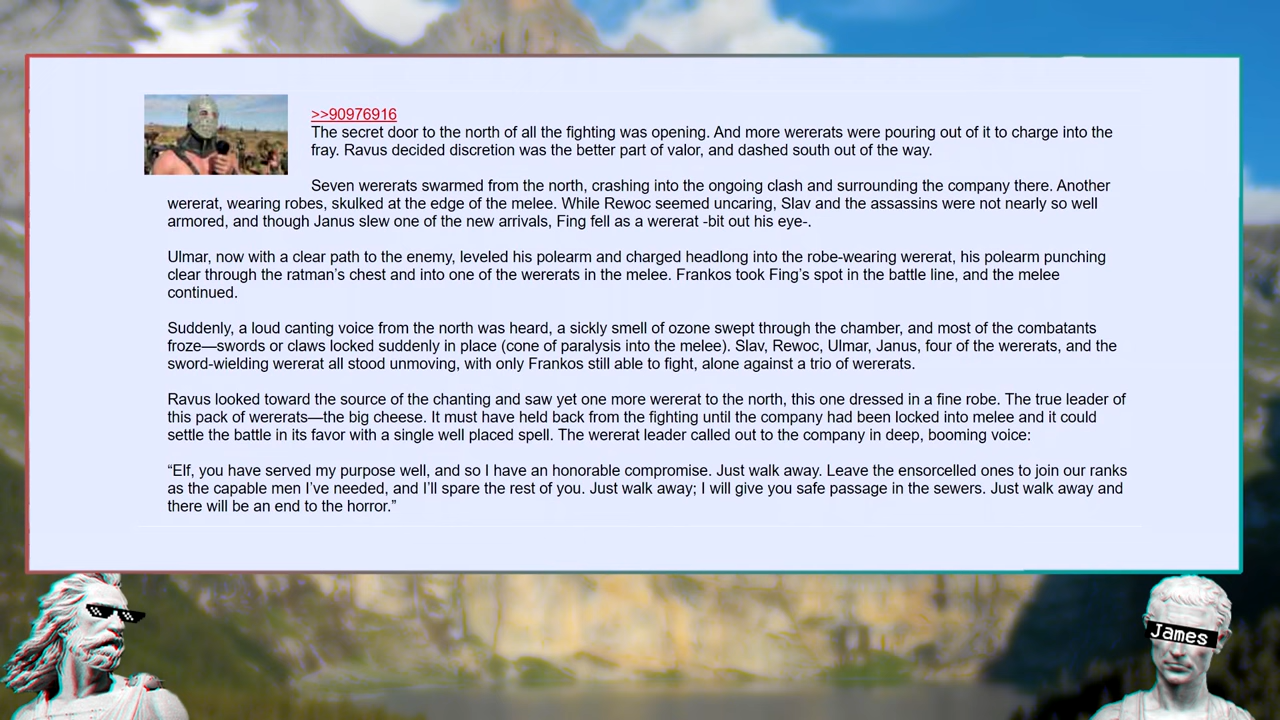 >>90976916
The secret door to the north of all the fighting was opening. And more wererats were pouring out of it to charge into the
fray. Ravus decided discretion was the better part of valor, and dashed south out of the way.
Seven wererats swarmed from the north, crashing into the ongoing clash and surrounding the company there. Another
wererat, wearing robes, skulked at the edge of the melee. While Rewoc seemed uncaring, Slav and the assassins were not nearly so well
armored, and though Janus slew one of the new arrivals, Fing fell as a wererat -bit out his eye-.
Ulmar, now with a clear path to the enemy, leveled his polearm and charged headlong into the robe-wearing wererat, his polearm punching
clear through the ratman’s chest and into one of the wererats in the melee. Frankos took Fing’s spot in the battle line, and the melee
continued.
Suddenly, a loud canting voice from the north was heard, a sickly smell of ozone swept through the chamber, and most of the combatants
froze—swords or claws locked suddenly in place (cone of paralysis into the melee). Slav, Rewoc, Ulmar, Janus, four of the wererats, and the
sword-wielding wererat all stood unmoving, with only Frankos still able to fight, alone against a trio of wererats.
Ravus looked toward the source of the chanting and saw yet one more wererat to the north, this one dressed in a fine robe. The true leader of
this pack of wererats—the big cheese. It must have held back from the fighting until the company had been locked into melee and it could
settle the battle in its favor with a single well placed spell. The wererat leader called out to the company in deep, booming voice:
“Elf, you have served my purpose well, and so I have an honorable compromise. Just walk away. Leave the ensorcelled ones to join our ranks
as the capable men I’ve needed, and I’ll spare the rest of you. Just walk away; I will give you safe passage in the sewers. Just walk away and
there will be an end to the horror.”
James